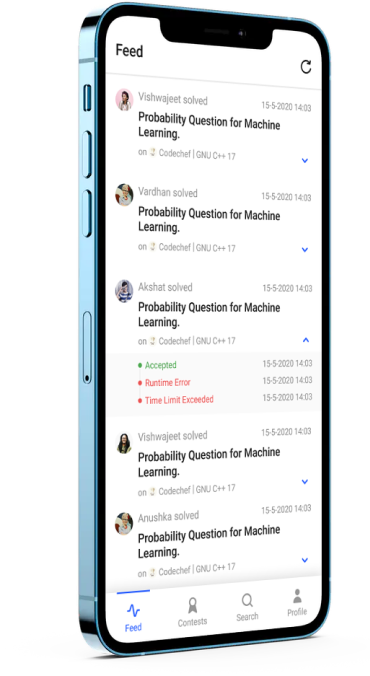 Feed
Vishwajeet solved
15-5-2020 14:03
Probability Question for Machine
Learning.
on Codechef | GNU C++ 17
Vardhan solved
15-5-2020 14:03
Probability Question for Machine
Learning.
on Codechef | GNU C++ 17
Akshat solved
15-5-2020 14:03
Probability Question for Machine
Learning.
on Codechef | GNU C++ 17
Accepted 15-5-2020 14:03
Runtime Error 15-5-2020 14:03
Time Limit Exceeded 15-5-2020 14:03
Vishwajeet solved
15-5-2020 14:03
Probability Question for Machine
Learning.
on Codechef | GNU C++ 17
Anushka solved
15-5-2020 14:03
Probability Question for Machine
Learning.
on Codechef | GNU C++ 17
Feed Contests Search Profile